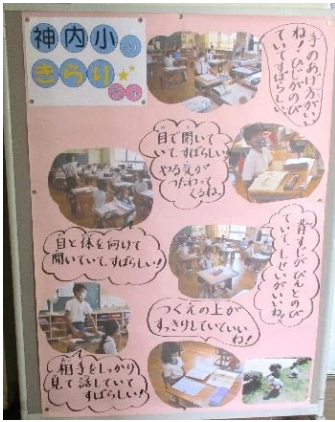 神内小
きらり
手のあげ方がいい
ね！ひじがのび
ていてすばらしい。
目で聞いて
いて、すばらしい！
やる気が
つたわって
くるね。
目と体を向けて
聞いていて、すばらしい！
背すじがぴんとのび
ていて、しせいがいいね。
つくえの上が
すっきりしていていい
ね！
相手をしっかり
見て話していて
すばらしい！